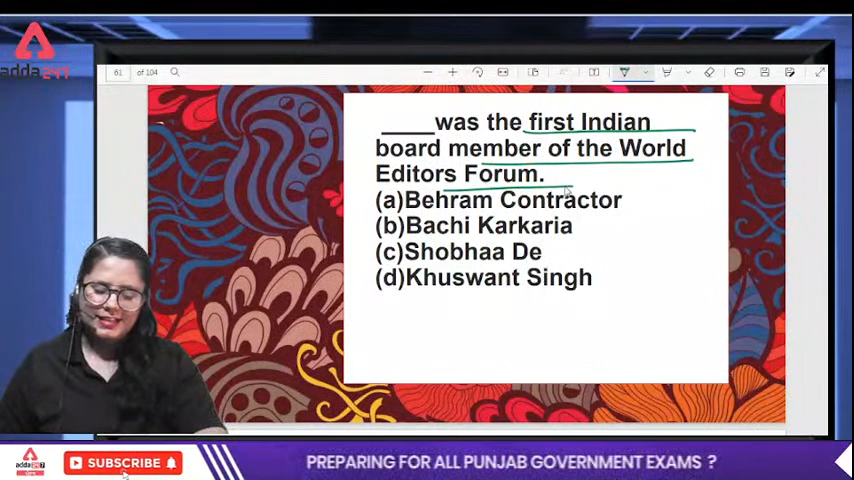 adda247
61 of 104
____was the first Indian
board member of the World
Editors Forum.
(a)Behram Contractor
(b)Bachi Karkaria
(c)Shobhaa De
(d)Khuswant Singh
adda247
SUBSCRIBE
PREPARING FOR ALL PUNJAB GOVERNMENT EXAMS ?